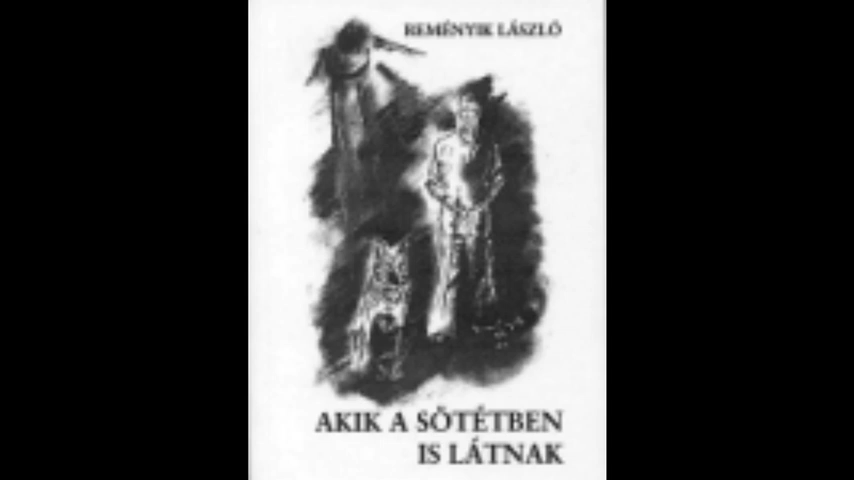 REMÉNYIK LÁSZLÓ
AKIK A SÖTÉTBEN
IS LÁTNAK